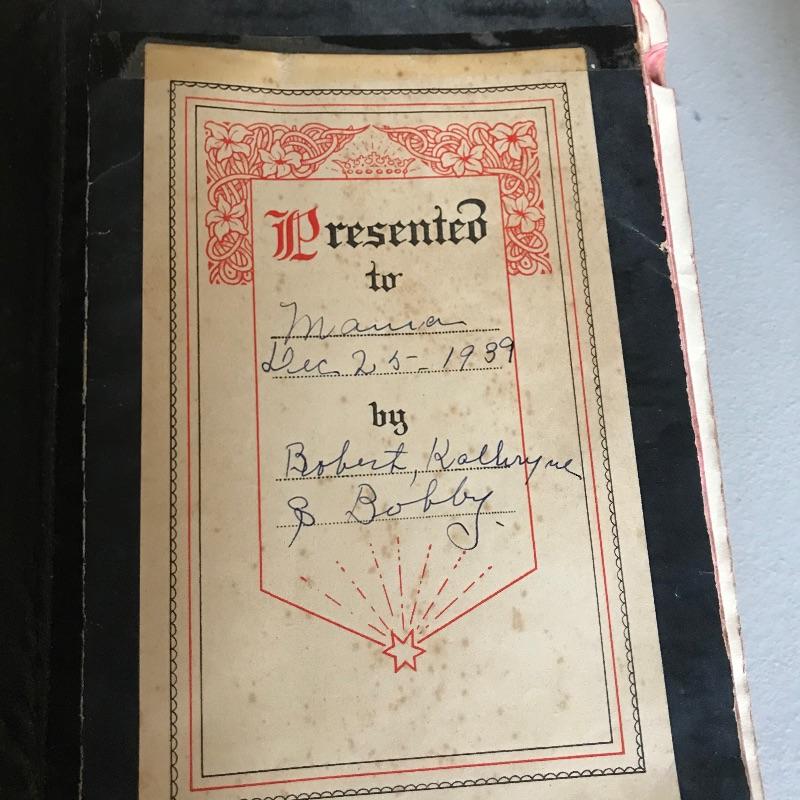 Presented
to
Mama
Dec 25-1939
by
Robert, Kathryne
& Bobby.